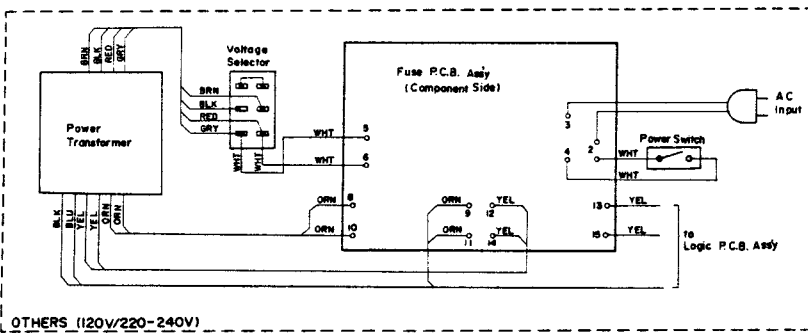 BRN
BLK
RED
GRY
Voltage
Selector
BRN
BLK
RED
GRY
WHT
WHT
Power
Transformer
Fuse P.C.B. Ass'y
(Component Side)
5
WHT
6
WHT
3
4
2
AC
Input
Power Switch
WHT
WHT
BLK
BLU
YEL
YEL
ORN
ORN
ORN
8
ORN
10
ORN
9
12
YEL
ORN
11
14
YEL
13
YEL
15
YEL
to
Logic P.C.B. Ass'y
OTHERS (120V/220-240V)